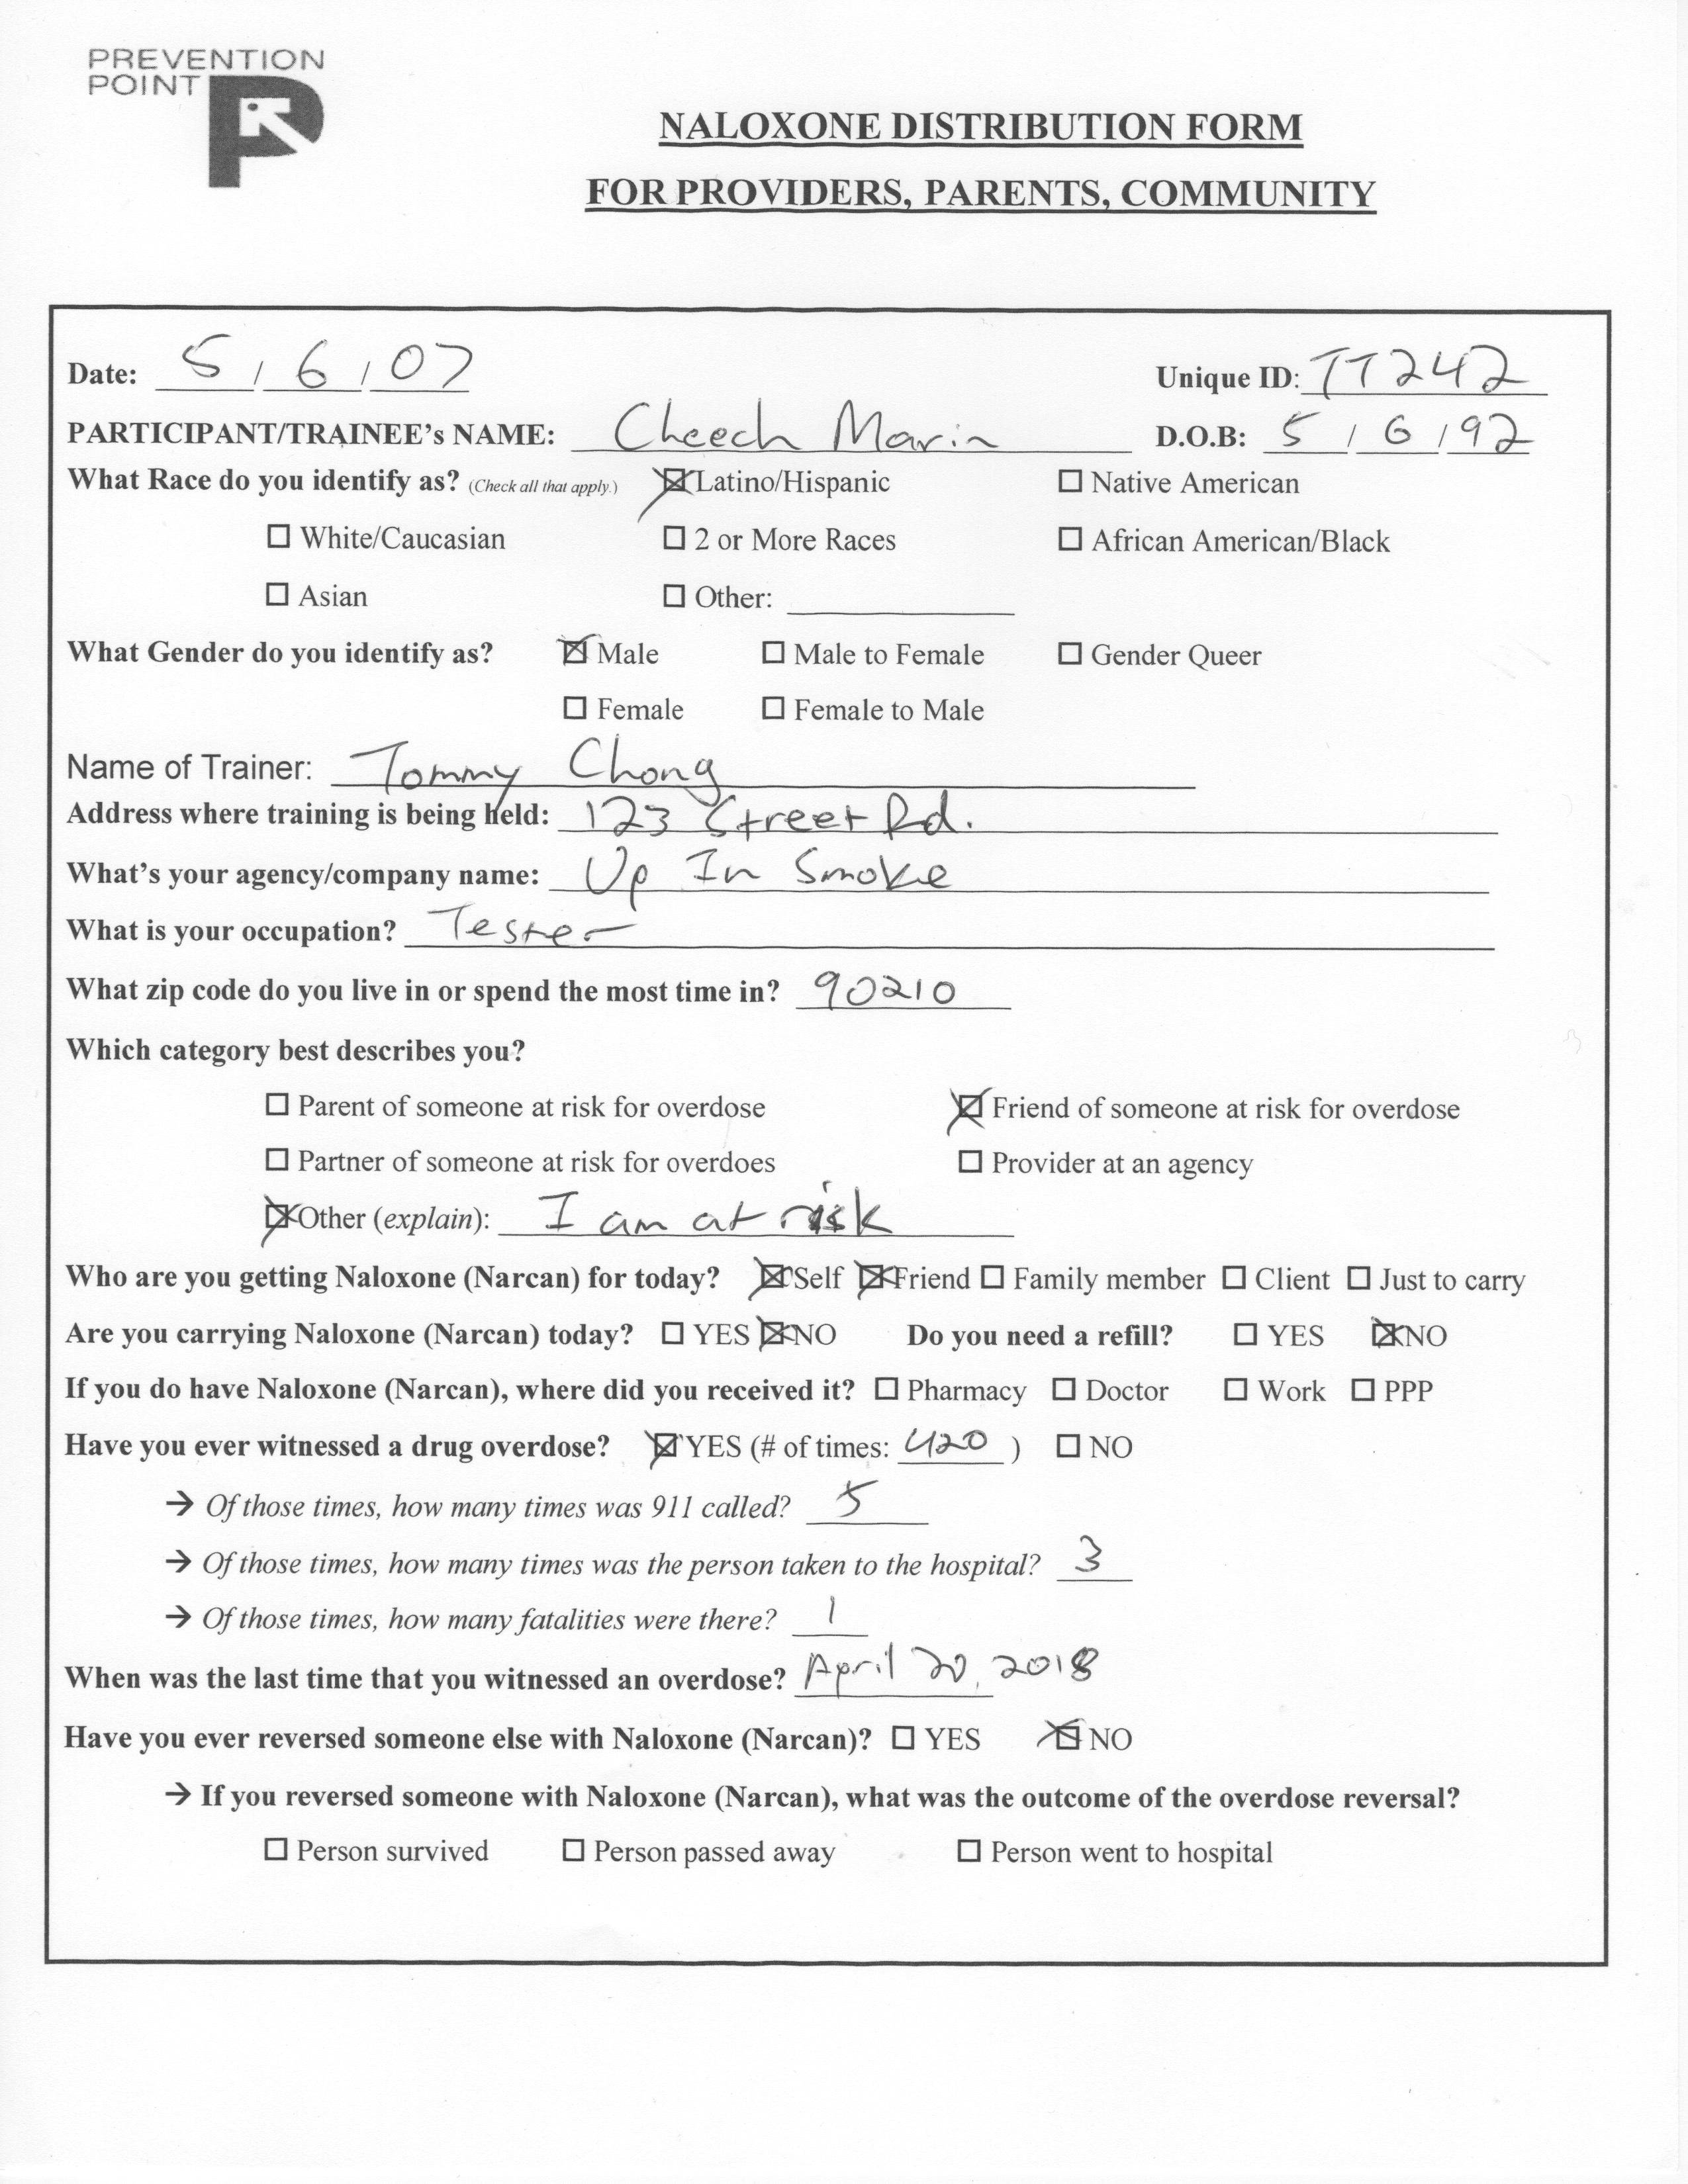 PREVENTION
POINT
NALOXONE DISTRIBUTION FORM
FOR PROVIDERS, PARENTS, COMMUNITY
Date: 5 / 6 / 07 Unique ID: TT242
PARTICIPANT/TRAINEE's NAME: Cheech Marin D.O.B: 5 / 6 / 92
What Race do you identify as? (Check all that apply.) ☒ Latino/Hispanic ☐ Native American
☐ White/Caucasian ☐ 2 or More Races ☐ African American/Black
☐ Asian ☐ Other: ____
What Gender do you identify as? ☒ Male ☐ Male to Female ☐ Gender Queer
☐ Female ☐ Female to Male
Name of Trainer: Tommy Chong
Address where training is being held: 123 Street Rd.
What's your agency/company name: Up In Smoke
What is your occupation? Tester
What zip code do you live in or spend the most time in? 90210
Which category best describes you?
☐ Parent of someone at risk for overdose ☒ Friend of someone at risk for overdose
☐ Partner of someone at risk for overdoes ☐ Provider at an agency
☒ Other (explain): I am at risk
Who are you getting Naloxone (Narcan) for today? ☒ Self ☒ Friend ☐ Family member ☐ Client ☐ Just to carry
Are you carrying Naloxone (Narcan) today? ☐ YES ☒ NO Do you need a refill? ☐ YES ☒ NO
If you do have Naloxone (Narcan), where did you received it? ☐ Pharmacy ☐ Doctor ☐ Work ☐ PPP
Have you ever witnessed a drug overdose? ☒ YES (# of times: 420 ) ☐ NO
→ Of those times, how many times was 911 called? 5
→ Of those times, how many times was the person taken to the hospital? 3
→ Of those times, how many fatalities were there? 1
When was the last time that you witnessed an overdose? April 20, 2018
Have you ever reversed someone else with Naloxone (Narcan)? ☐ YES ☒ NO
→ If you reversed someone with Naloxone (Narcan), what was the outcome of the overdose reversal?
☐ Person survived ☐ Person passed away ☐ Person went to hospital